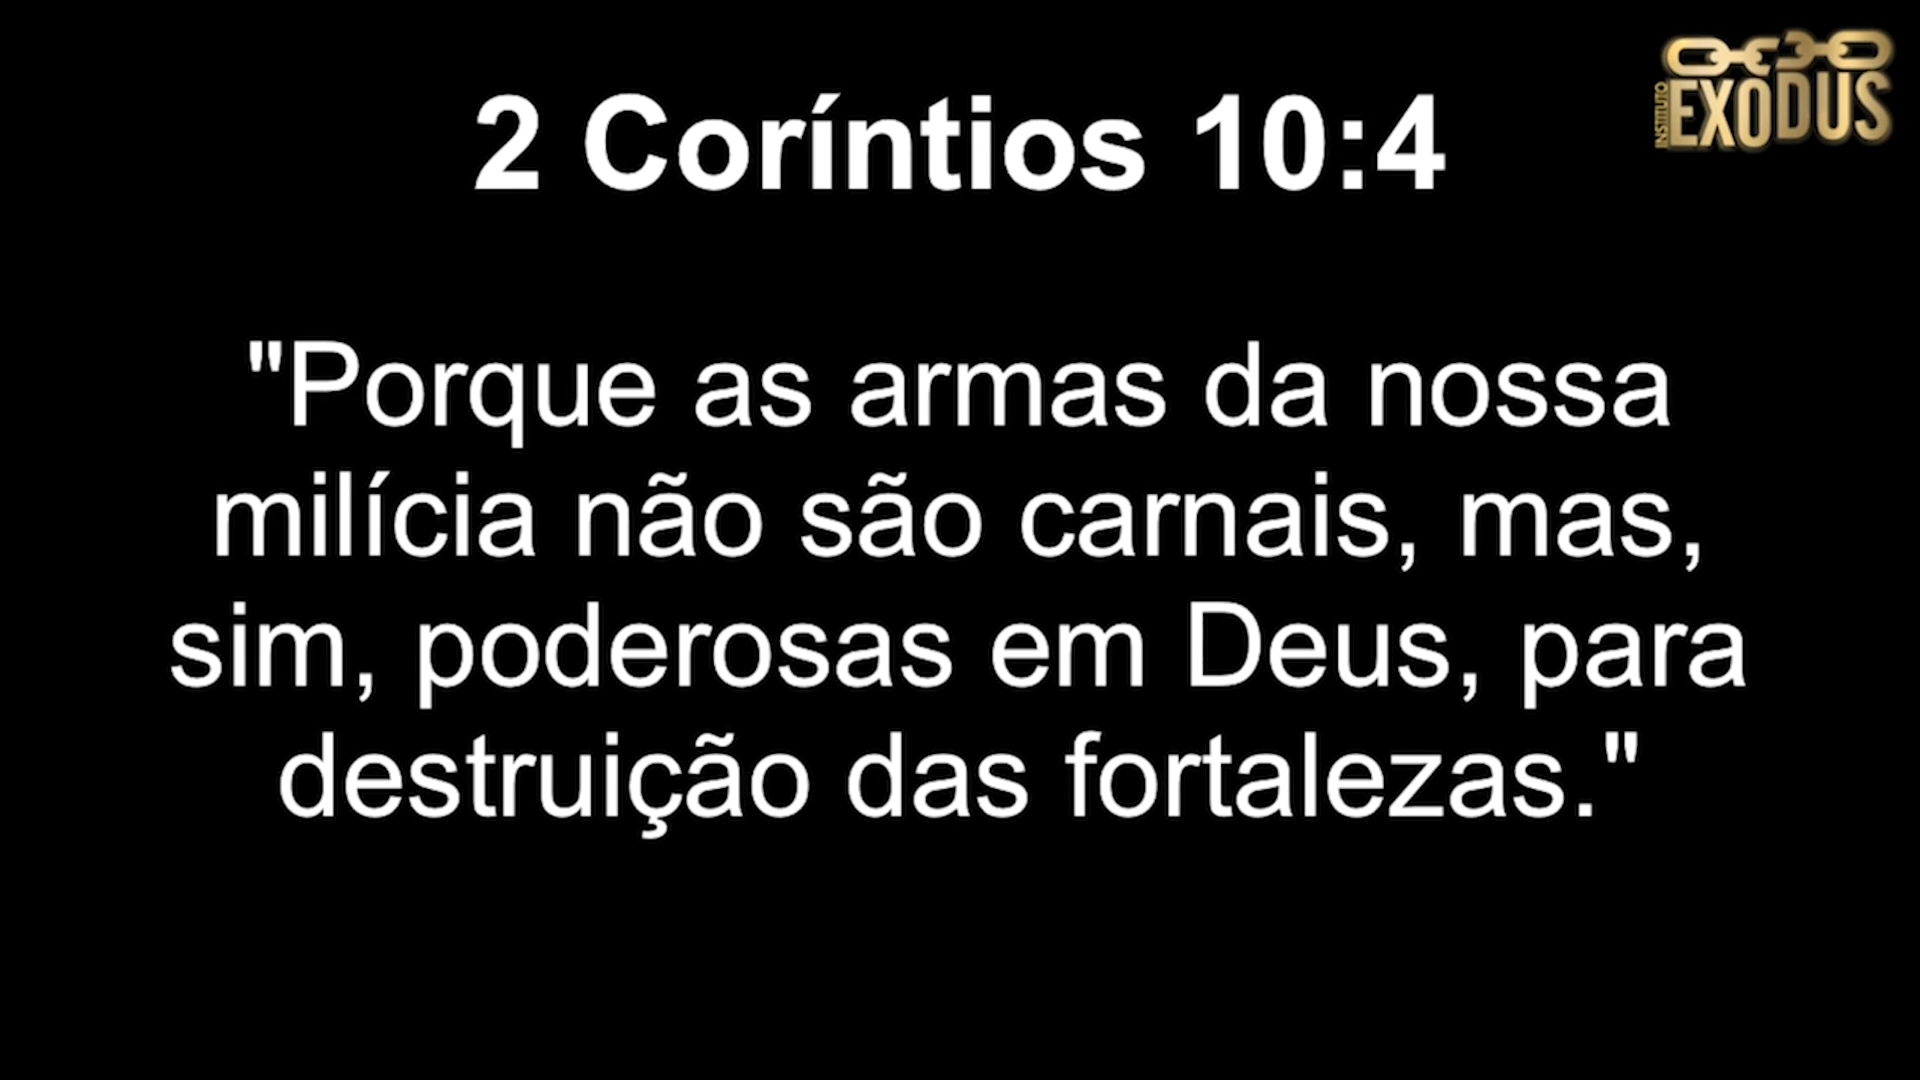 INSTITUTO
EXODUS
2 Coríntios 10:4
"Porque as armas da nossa
milícia não são carnais, mas,
sim, poderosas em Deus, para
destruição das fortalezas."